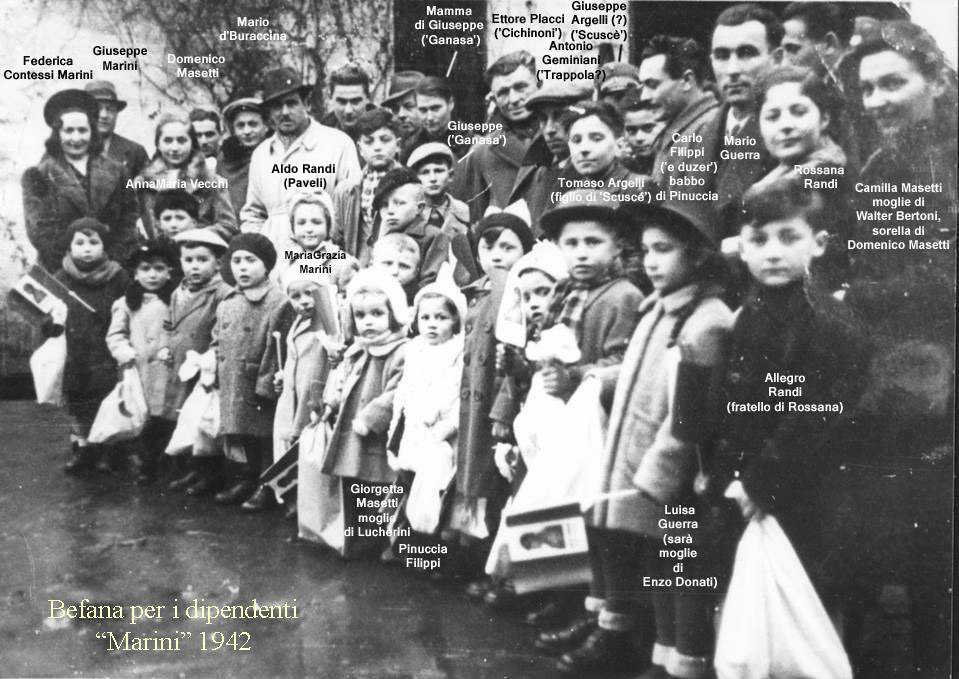 Federica
Contessi Marini
Giuseppe
Marini
Domenico
Masetti
Mario
d'Buraccina
Mamma
di Giuseppe
('Ganasa')
Ettore Placci
('Cichinoni')
Giuseppe
Argelli (?)
('Scuscè')
Antonio
Geminiani
('Trappola?)
Giuseppe
('Ganasa')
AnnaMaria Vecchi
Aldo Randi
(Paveli)
Tomaso Argelli
(figlio di 'Scuscè')
Carlo
Filippi
('e duzer')
babbo
di Pinuccia
Mario
Guerra
Rossana
Randi
Camilla Masetti
moglie di
Walter Bertoni,
sorella di
Domenico Masetti
MariaGrazia
Marini
Allegro
Randi
(fratello di Rossana)
Giorgetta
Masetti
moglie
di Lucherini
Pinuccia
Filippi
Luisa
Guerra
(sarà
moglie
di
Enzo Donati)
Befana per i dipendenti
“Marini” 1942